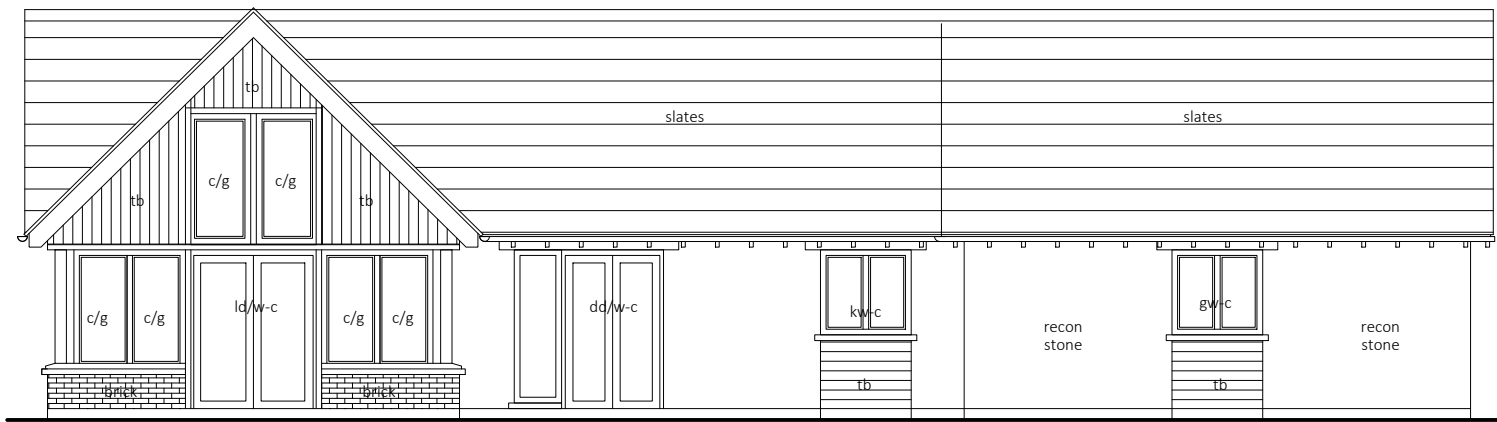 tb
slates
slates
c/g
c/g
tb
tb
c/g
c/g
ld/w-c
c/g
c/g
dd/w-c
kw-c
gw-c
recon
stone
recon
stone
brick
brick
tb
tb